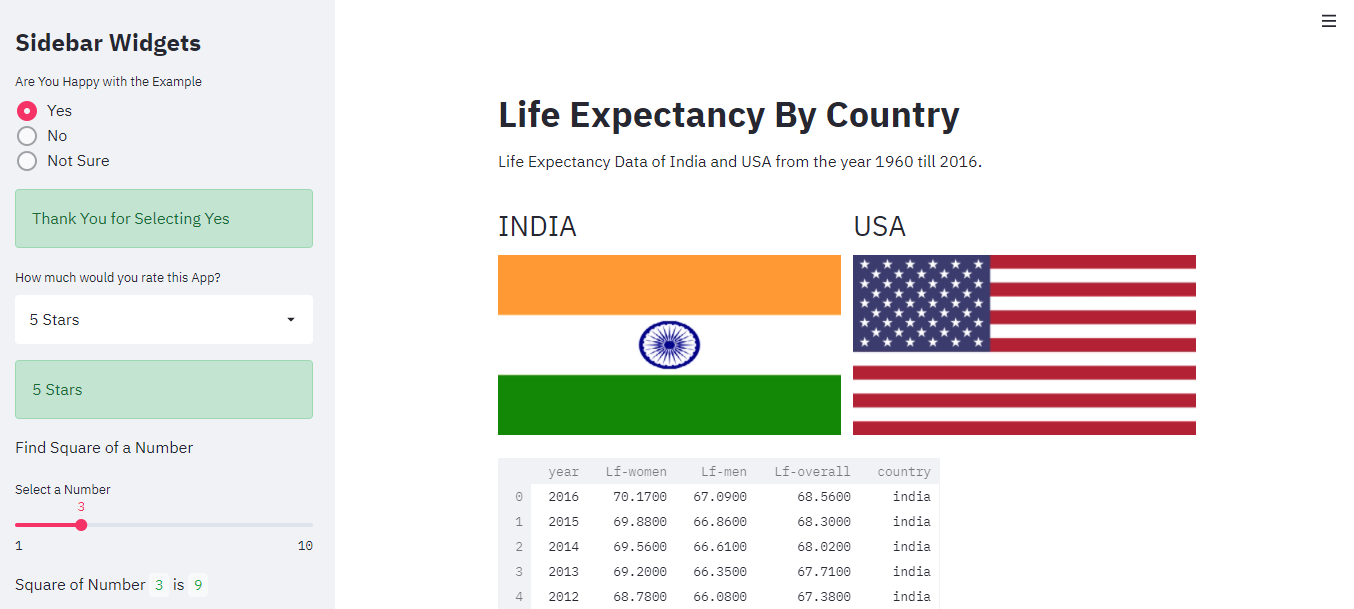 Sidebar Widgets
Are You Happy with the Example
Yes
No
Not Sure
Thank You for Selecting Yes
How much would you rate this App?
5 Stars
5 Stars
Find Square of a Number
Select a Number
3
1 10
Square of Number 3 is 9
Life Expectancy By Country
Life Expectancy Data of India and USA from the year 1960 till 2016.
INDIA USA
year Lf-women Lf-men Lf-overall country
0 2016 70.1700 67.0900 68.5600 india
1 2015 69.8800 66.8600 68.3000 india
2 2014 69.5600 66.6100 68.0200 india
3 2013 69.2000 66.3500 67.7100 india
4 2012 68.7800 66.0800 67.3800 india